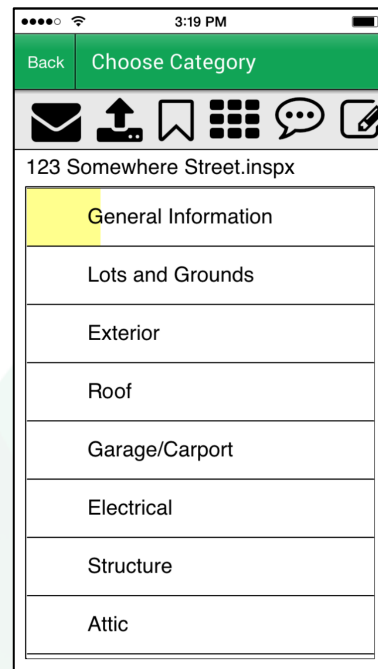 3:19 PM
Back Choose Category
123 Somewhere Street.inspx
General Information
Lots and Grounds
Exterior
Roof
Garage/Carport
Electrical
Structure
Attic